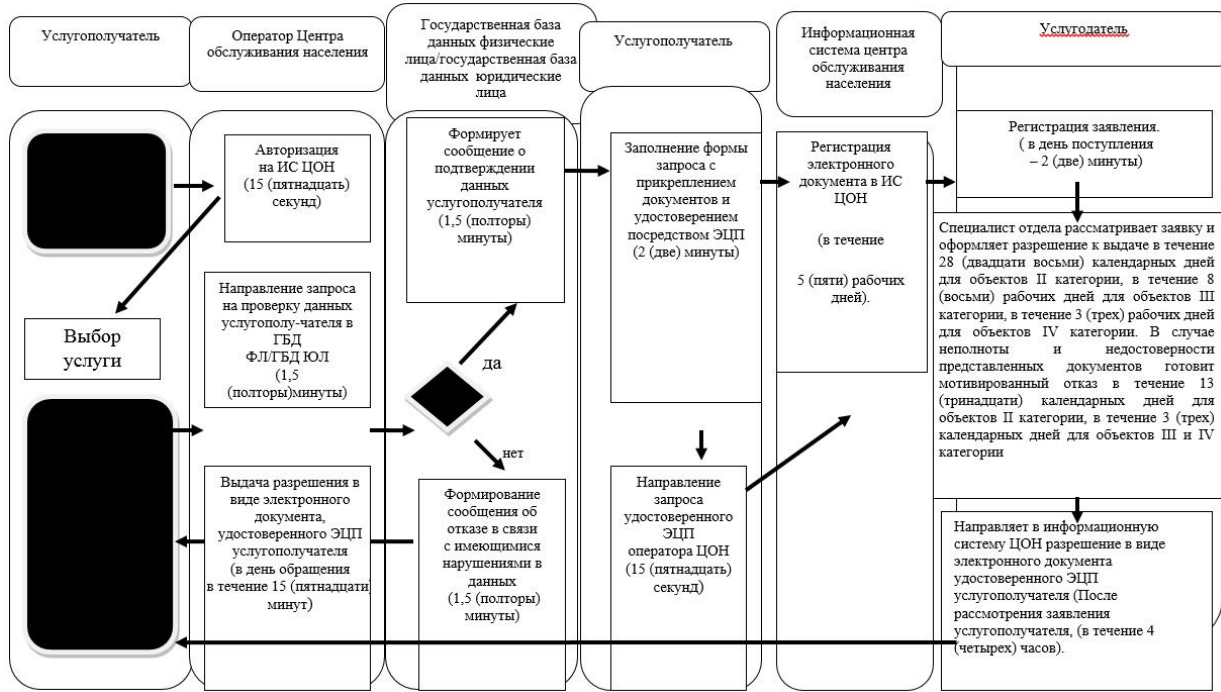 Услугополучатель
Оператор Центра
обслуживания населения
Государственная база
данных физические
лица/государственная база
данных юридические
лица
Услугополучатель
Информационная
система центра
обслуживания
населения
Услугодатель
Авторизация
на ИС ЦОН
(15 (пятнадцать)
секунд)
Выбор
услуги
Направление запроса
на проверку данных
услугополу-чателя в
ГБД
ФЛ/ГБД ЮЛ
(1,5
(полторы)минуты)
Выдача разрешения в
виде электронного
документа,
удостоверенного ЭЦП
услугополучателя
(в день обращения
в течение 15 (пятнадцати)
минут)
Формирует
сообщение о
подтверждении
данных
услугополучателя
(1,5 (полторы)
минуты)
да
нет
Формирование
сообщения об
отказе в связи
с имеющимися
нарушениями в
данных
(1,5 (полторы)
минуты)
Заполнение формы
запроса с
прикреплением
документов и
удостоверением
посредством ЭЦП
(2 (две) минуты)
Направление
запроса
удостоверенного
ЭЦП
оператора ЦОН
(15 (пятнадцать)
секунд)
Регистрация
электронного
документа в ИС
ЦОН
(в течение
5 (пяти) рабочих
дней).
Регистрация заявления.
( в день поступления
– 2 (две) минуты)
Специалист отдела рассматривает заявку и
оформляет разрешение к выдаче в течение
28 (двадцати восьми) календарных дней
для объектов II категории, в течение 8
(восьми) рабочих дней для объектов III
категории, в течение 3 (трех) рабочих дней
для объектов IV категории. В случае
неполноты и недостоверности
представленных документов готовит
мотивированный отказ в течение 13
(тринадцати) календарных дней для
объектов II категории, в течение 3 (трех)
календарных дней для объектов III и IV
категории
Направляет в информационную
систему ЦОН разрешение в виде
электронного документа
удостоверенного ЭЦП
услугополучателя (После
рассмотрения заявления
услугополучателя, (в течение 4
(четырех) часов).